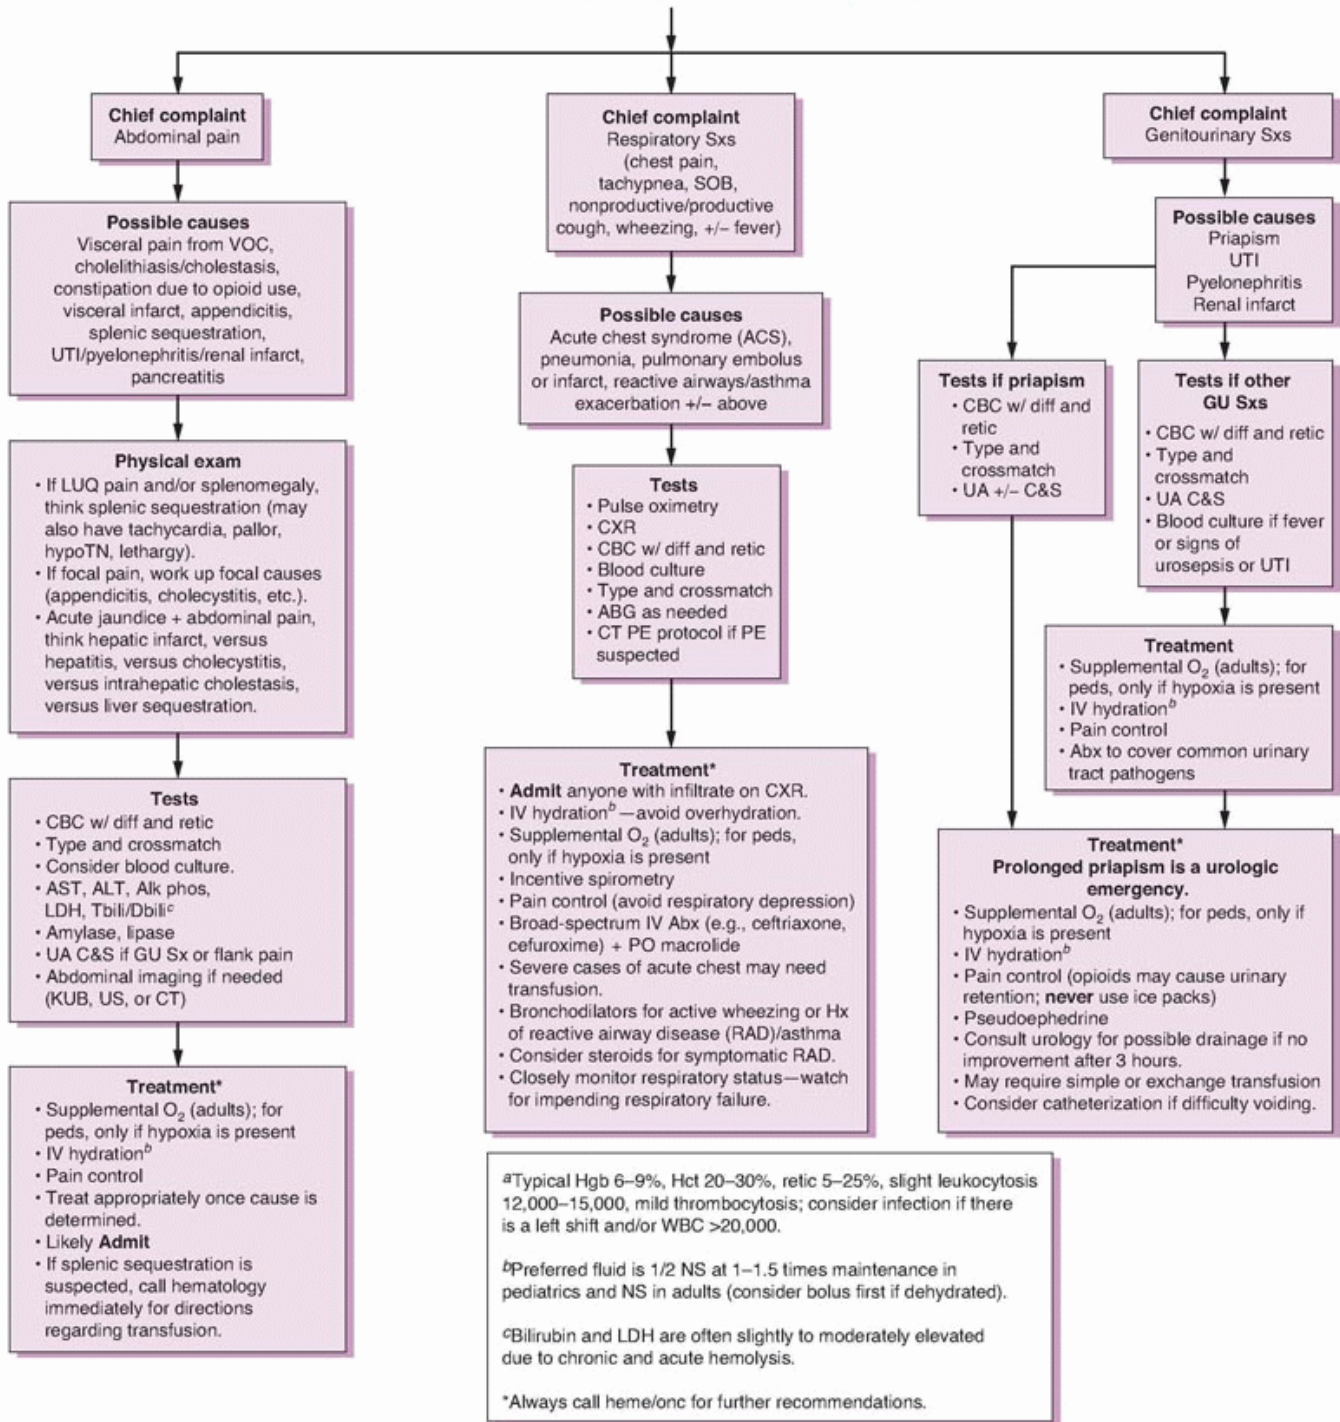 Chief complaint
Abdominal pain
Possible causes
Visceral pain from VOC,
cholelithiasis/cholestasis,
constipation due to opioid use,
visceral infarct, appendicitis,
splenic sequestration,
UTI/pyelonephritis/renal infarct,
pancreatitis
Physical exam
• If LUQ pain and/or splenomegaly,
think splenic sequestration (may
also have tachycardia, pallor,
hypoTN, lethargy).
• If focal pain, work up focal causes
(appendicitis, cholecystitis, etc.).
• Acute jaundice + abdominal pain,
think hepatic infarct, versus
hepatitis, versus cholecystitis,
versus intrahepatic cholestasis,
versus liver sequestration.
Tests
• CBC w/ diff and retic
• Type and crossmatch
• Consider blood culture.
• AST, ALT, Alk phos,
LDH, Tbili/Dbiliᶜ
• Amylase, lipase
• UA C&S if GU Sx or flank pain
• Abdominal imaging if needed
(KUB, US, or CT)
Treatment*
• Supplemental O₂ (adults); for
peds, only if hypoxia is present
• IV hydrationᵇ
• Pain control
• Treat appropriately once cause is
determined.
• Likely Admit
• If splenic sequestration is
suspected, call hematology
immediately for directions
regarding transfusion.
Chief complaint
Respiratory Sxs
(chest pain,
tachypnea, SOB,
nonproductive/productive
cough, wheezing, +/– fever)
Possible causes
Acute chest syndrome (ACS),
pneumonia, pulmonary embolus
or infarct, reactive airways/asthma
exacerbation +/– above
Tests
• Pulse oximetry
• CXR
• CBC w/ diff and retic
• Blood culture
• Type and crossmatch
• ABG as needed
• CT PE protocol if PE
suspected
Treatment*
• Admit anyone with infiltrate on CXR.
• IV hydrationᵇ—avoid overhydration.
• Supplemental O₂ (adults); for peds,
only if hypoxia is present
• Incentive spirometry
• Pain control (avoid respiratory depression)
• Broad-spectrum IV Abx (e.g., ceftriaxone,
cefuroxime) + PO macrolide
• Severe cases of acute chest may need
transfusion.
• Bronchodilators for active wheezing or Hx
of reactive airway disease (RAD)/asthma
• Consider steroids for symptomatic RAD.
• Closely monitor respiratory status—watch
for impending respiratory failure.
Chief complaint
Genitourinary Sxs
Possible causes
Priapism
UTI
Pyelonephritis
Renal infarct
Tests if priapism
• CBC w/ diff and
retic
• Type and
crossmatch
• UA +/– C&S
Tests if other
GU Sxs
• CBC w/ diff and retic
• Type and
crossmatch
• UA C&S
• Blood culture if fever
or signs of
urosepsis or UTI
Treatment
• Supplemental O₂ (adults); for
peds, only if hypoxia is present
• IV hydrationᵇ
• Pain control
• Abx to cover common urinary
tract pathogens
Treatment*
Prolonged priapism is a urologic
emergency.
• Supplemental O₂ (adults); for peds, only if
hypoxia is present
• IV hydrationᵇ
• Pain control (opioids may cause urinary
retention; never use ice packs)
• Pseudoephedrine
• Consult urology for possible drainage if no
improvement after 3 hours.
• May require simple or exchange transfusion
• Consider catheterization if difficulty voiding.
ᵃTypical Hgb 6–9%, Hct 20–30%, retic 5–25%, slight leukocytosis
12,000–15,000, mild thrombocytosis; consider infection if there
is a left shift and/or WBC >20,000.
ᵇPreferred fluid is 1/2 NS at 1–1.5 times maintenance in
pediatrics and NS in adults (consider bolus first if dehydrated).
ᶜBilirubin and LDH are often slightly to moderately elevated
due to chronic and acute hemolysis.
*Always call heme/onc for further recommendations.